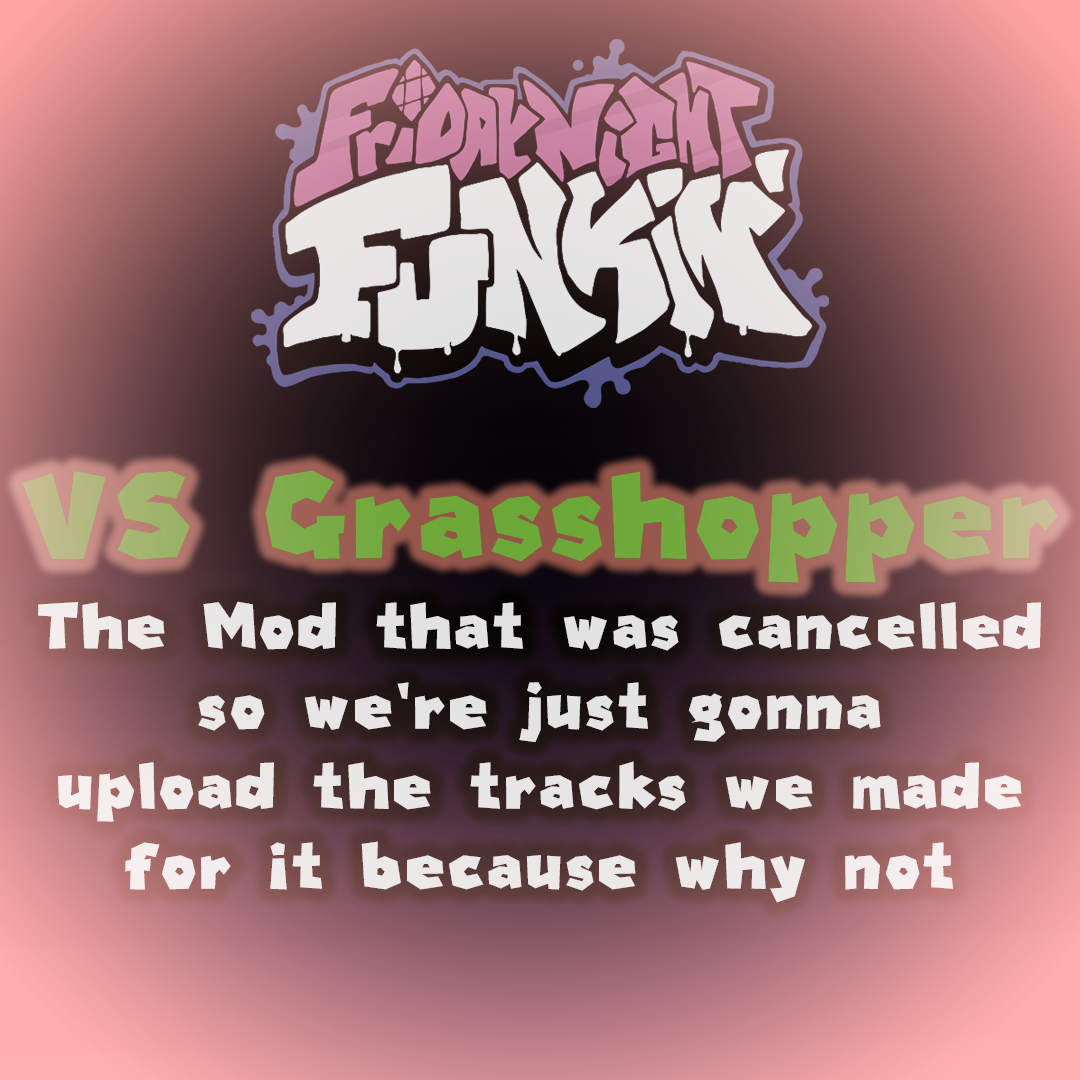 Friday Night
Funkin'
VS Grasshopper
The Mod that was cancelled
so we're just gonna
upload the tracks we made
for it because why not